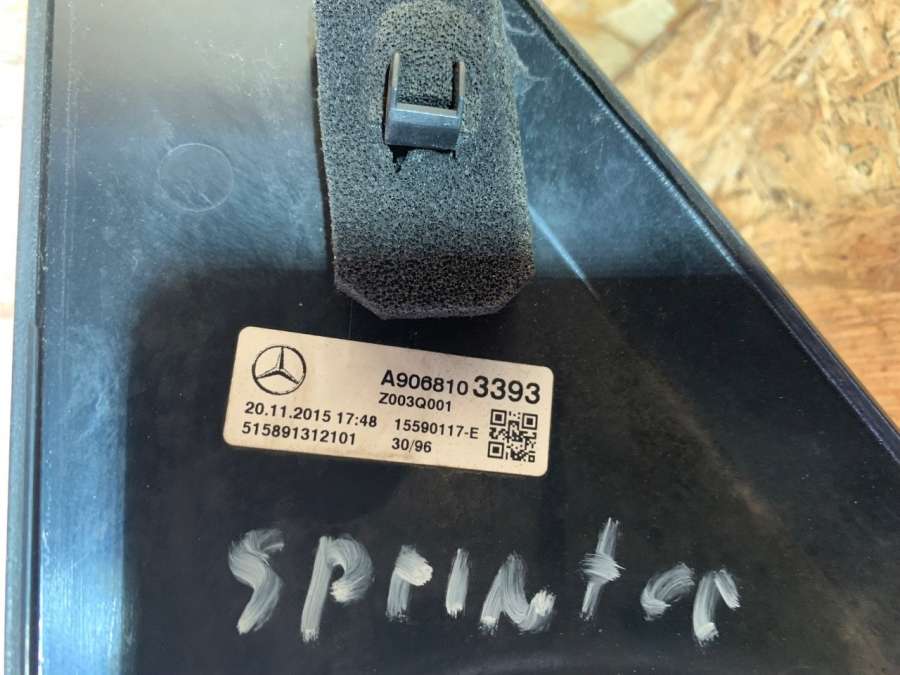 A906810 3393
Z003Q001
20.11.2015 17:48 15590117-E
515891312101 30/96
Sprinter